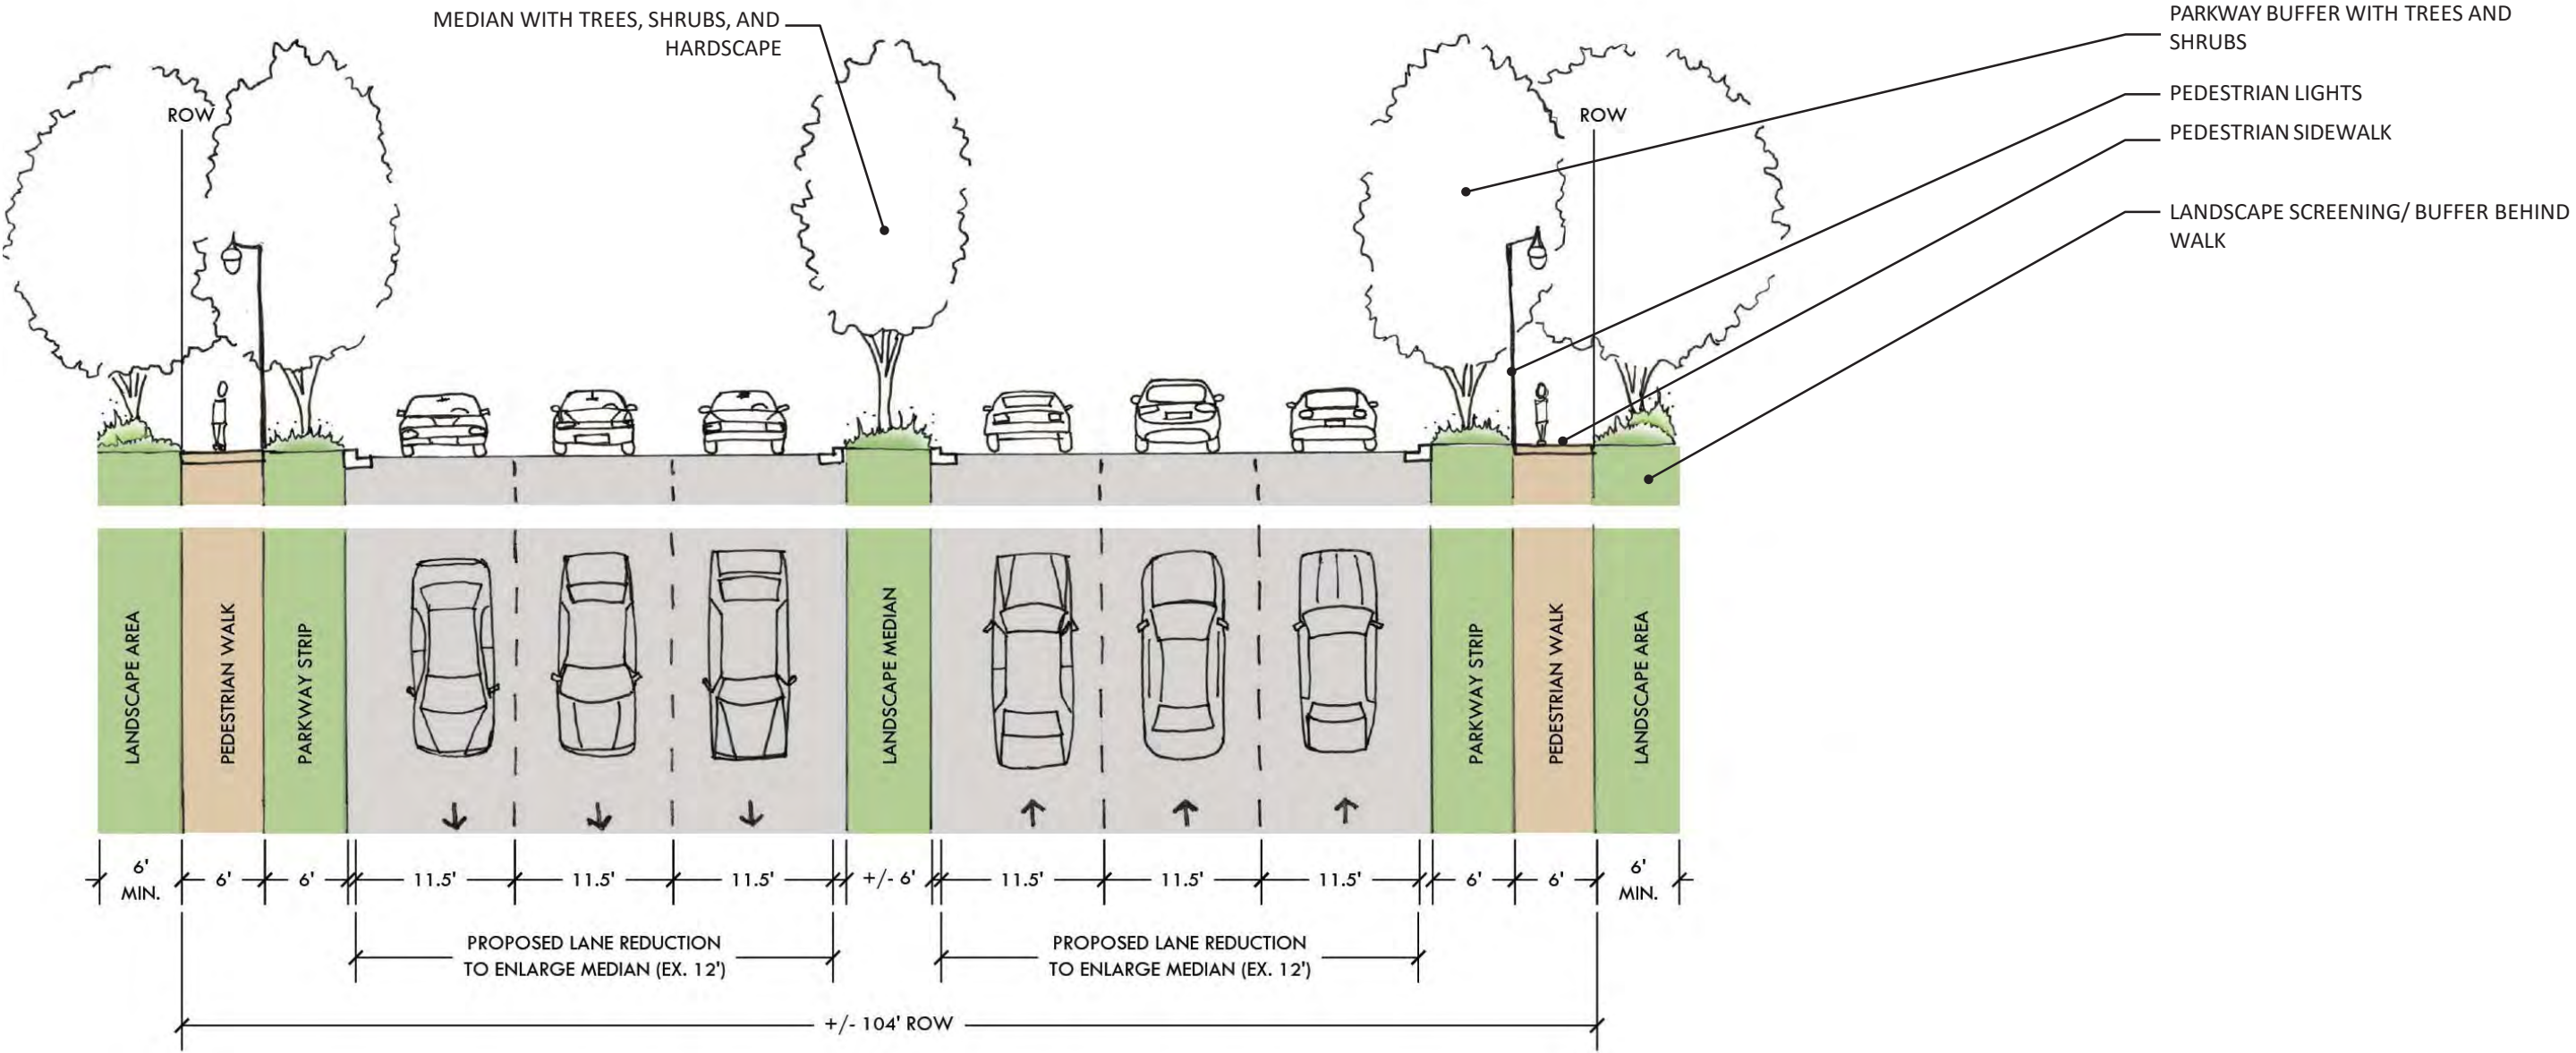 MEDIAN WITH TREES, SHRUBS, AND
HARDSCAPE
PARKWAY BUFFER WITH TREES AND
SHRUBS
PEDESTRIAN LIGHTS
PEDESTRIAN SIDEWALK
LANDSCAPE SCREENING/ BUFFER BEHIND
WALK
ROW
ROW
LANDSCAPE AREA
PEDESTRIAN WALK
PARKWAY STRIP
LANDSCAPE MEDIAN
PARKWAY STRIP
PEDESTRIAN WALK
LANDSCAPE AREA
6'
MIN.
6'
6'
11.5'
11.5'
11.5'
+/- 6'
11.5'
11.5'
11.5'
6'
6'
6'
MIN.
PROPOSED LANE REDUCTION
TO ENLARGE MEDIAN (EX. 12')
PROPOSED LANE REDUCTION
TO ENLARGE MEDIAN (EX. 12')
+/- 104' ROW